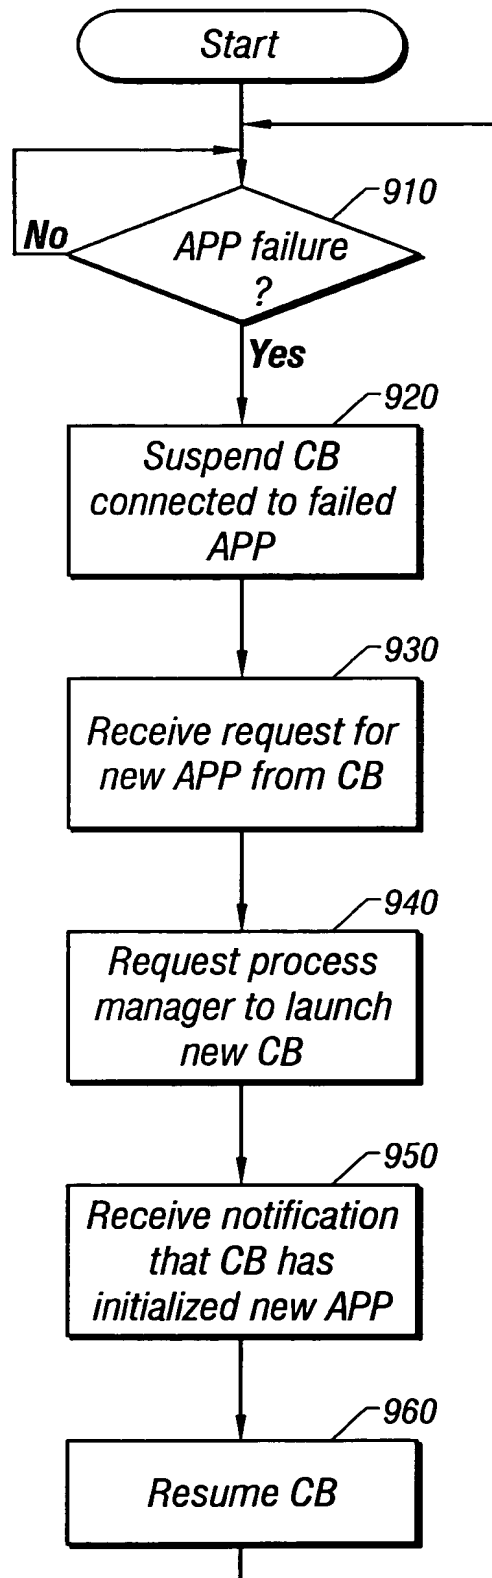 Start
910
No
APP failure
?
Yes
920
Suspend CB
connected to failed
APP
930
Receive request for
new APP from CB
940
Request process
manager to launch
new CB
950
Receive notification
that CB has
initialized new APP
960
Resume CB